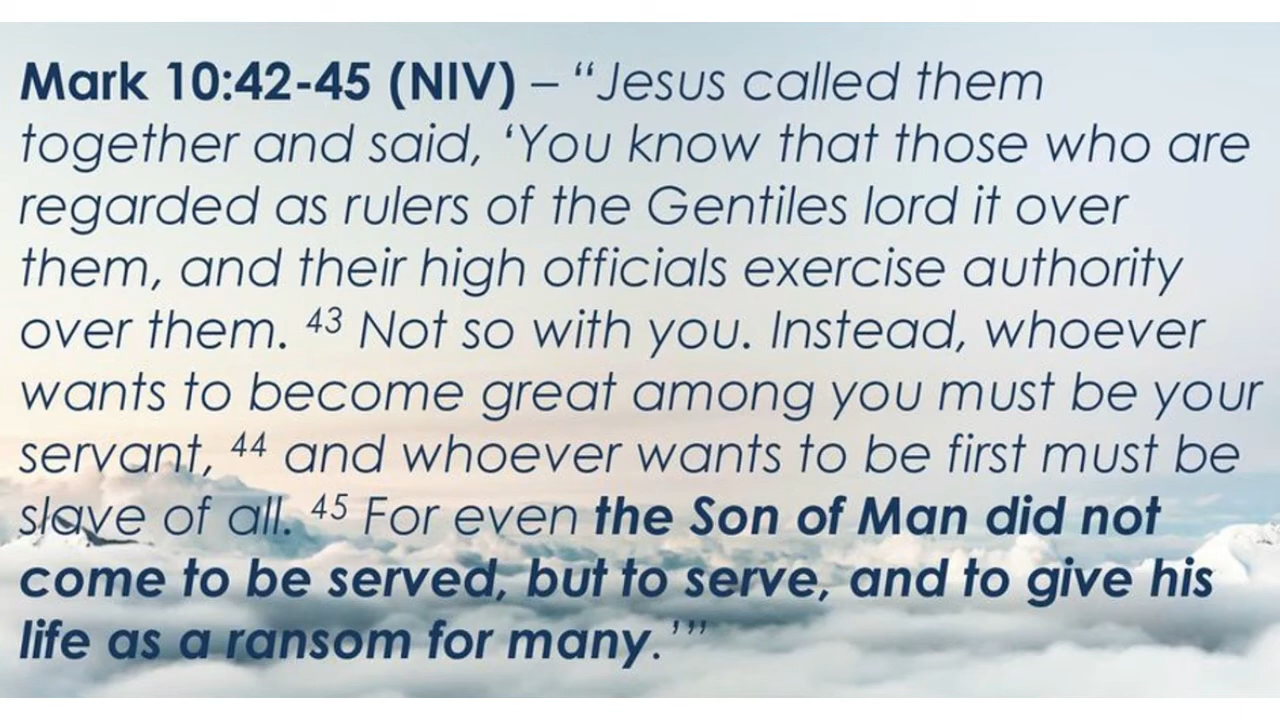 Mark 10:42-45 (NIV) – “Jesus called them
together and said, ‘You know that those who are
regarded as rulers of the Gentiles lord it over
them, and their high officials exercise authority
over them. ⁴³ Not so with you. Instead, whoever
wants to become great among you must be your
servant, ⁴⁴ and whoever wants to be first must be
slave of all. ⁴⁵ For even the Son of Man did not
come to be served, but to serve, and to give his
life as a ransom for many.’”